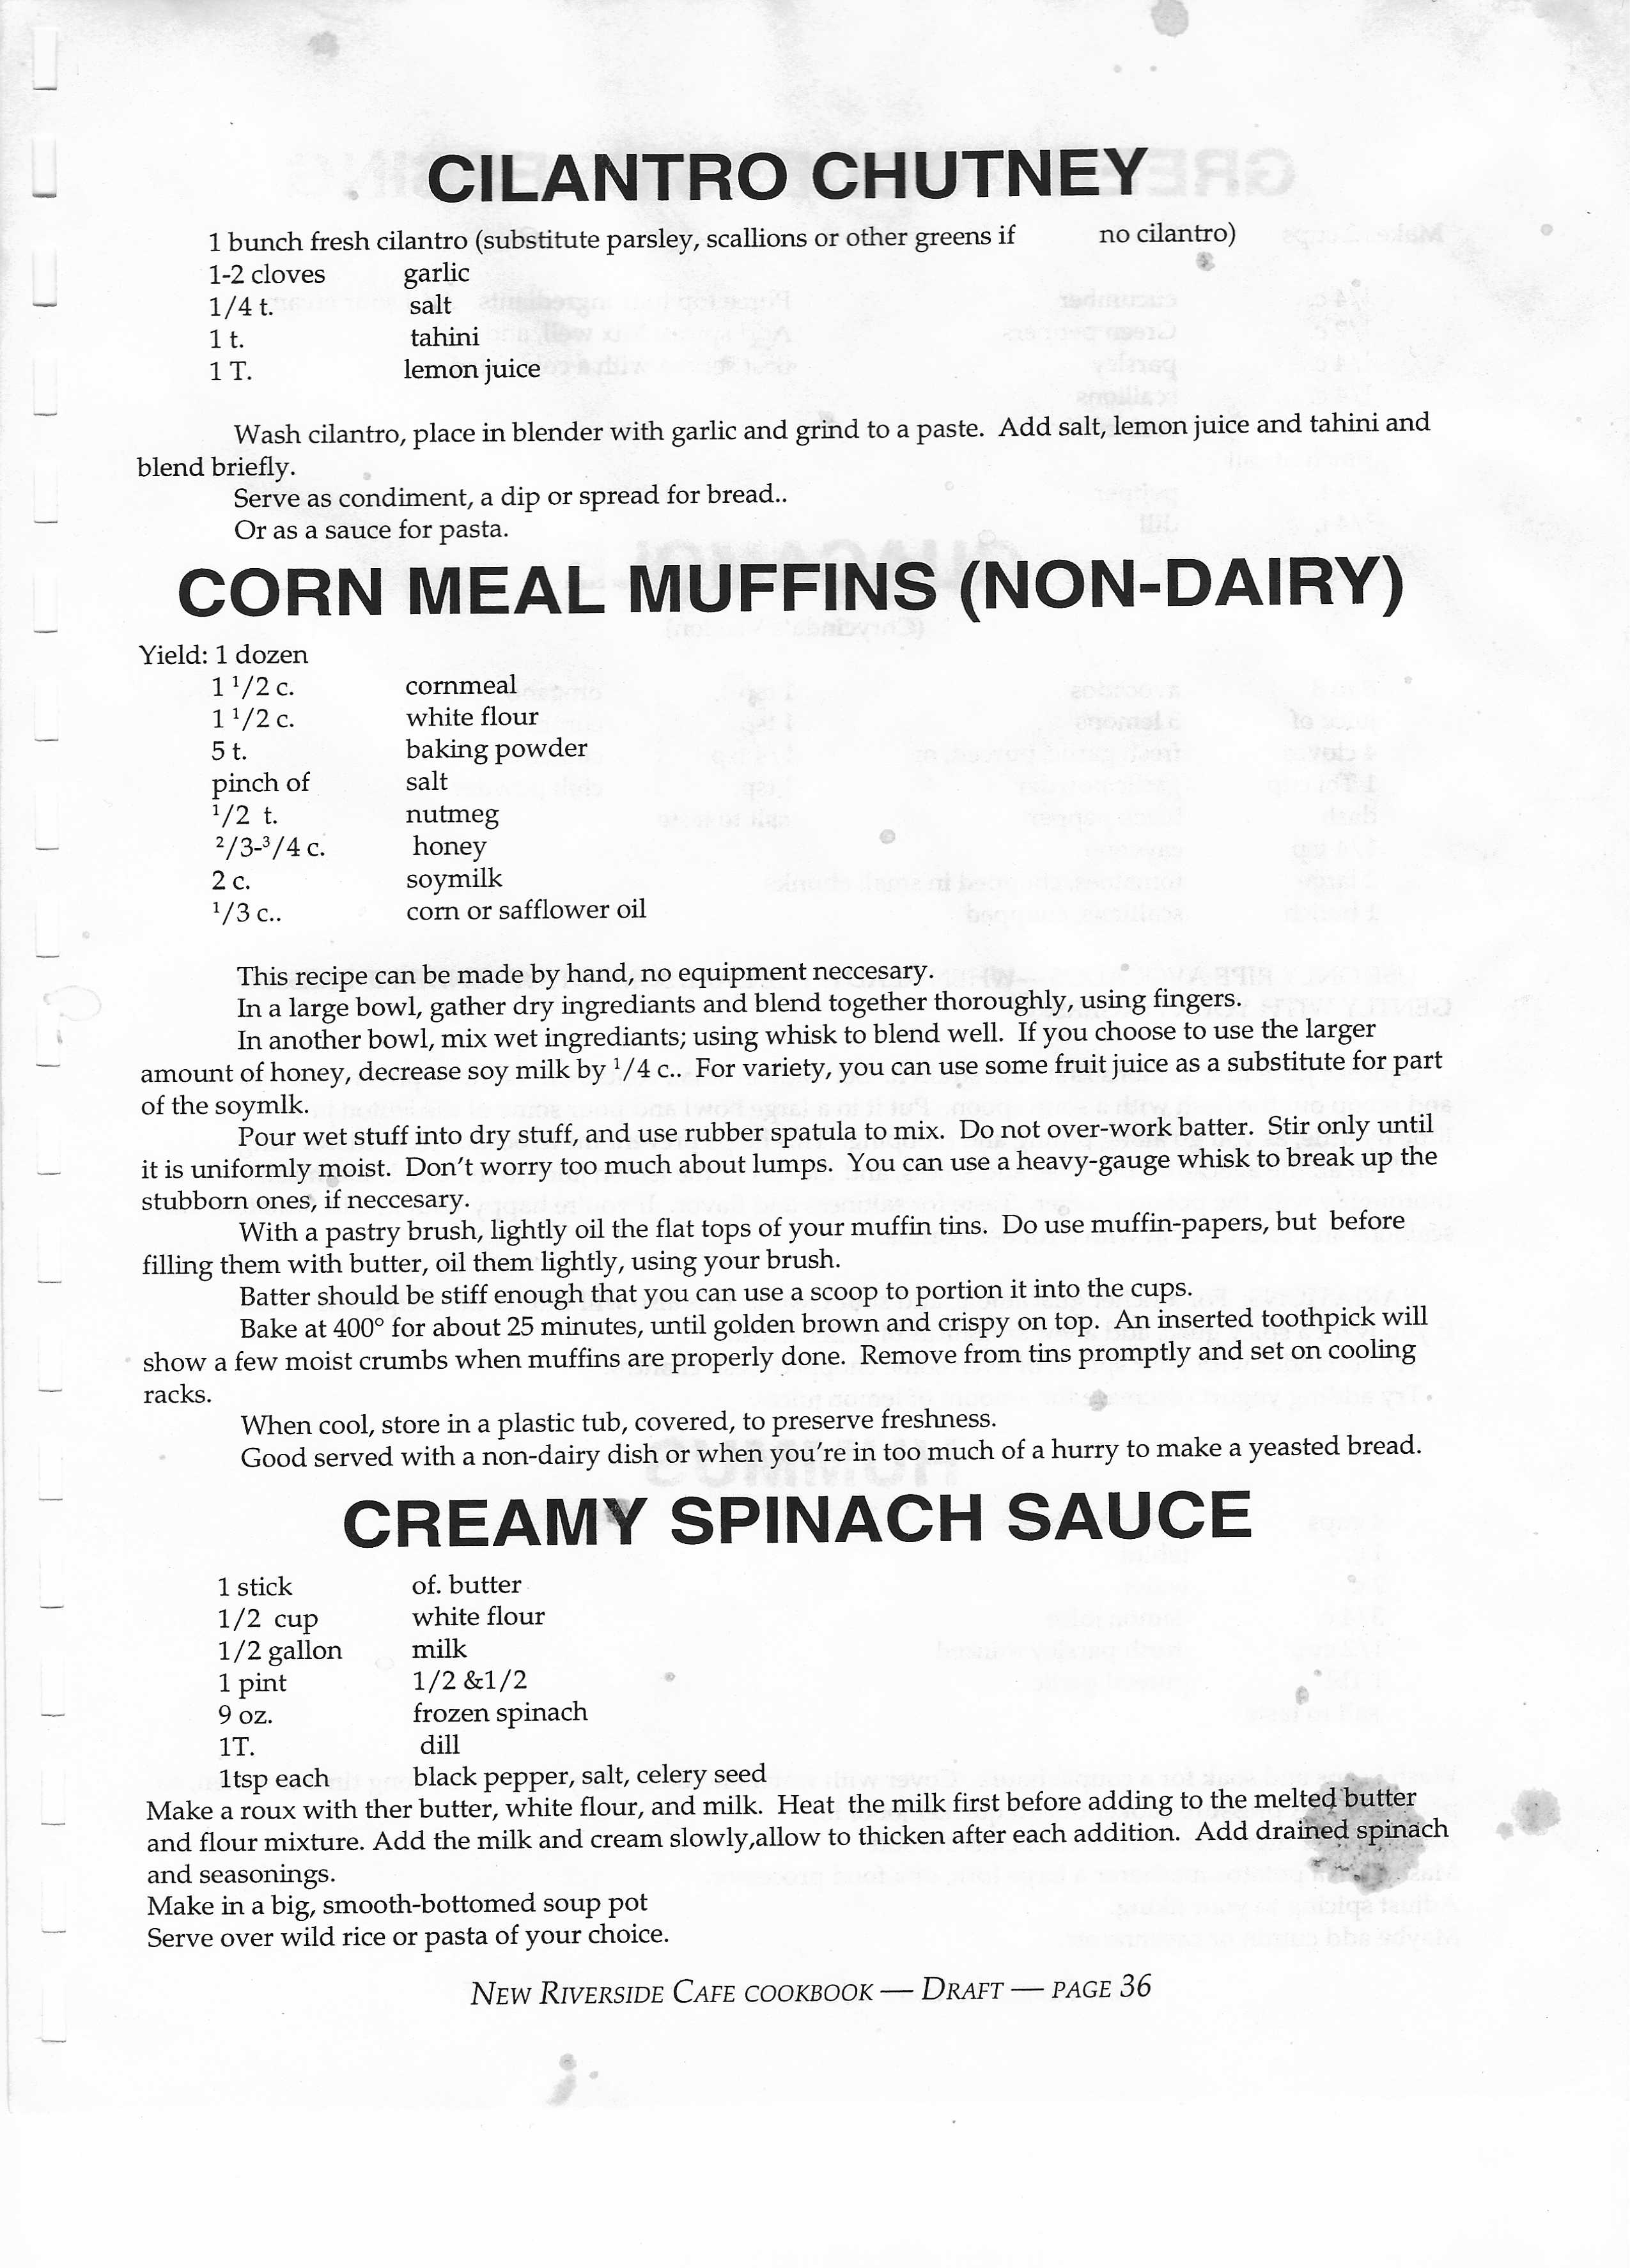 CILANTRO CHUTNEY
1 bunch fresh cilantro (substitute parsley, scallions or other greens if no cilantro)
1-2 cloves garlic
1/4 t. salt
1 t. tahini
1 T. lemon juice
Wash cilantro, place in blender with garlic and grind to a paste. Add salt, lemon juice and tahini and
blend briefly.
Serve as condiment, a dip or spread for bread..
Or as a sauce for pasta.
CORN MEAL MUFFINS (NON-DAIRY)
Yield: 1 dozen
1 1/2 c. cornmeal
1 1/2 c. white flour
5 t. baking powder
pinch of salt
1/2 t. nutmeg
2/3-3/4 c. honey
2 c. soymilk
1/3 c.. corn or safflower oil
This recipe can be made by hand, no equipment neccesary.
In a large bowl, gather dry ingrediants and blend together thoroughly, using fingers.
In another bowl, mix wet ingrediants; using whisk to blend well. If you choose to use the larger
amount of honey, decrease soy milk by 1/4 c.. For variety, you can use some fruit juice as a substitute for part
of the soymlk.
Pour wet stuff into dry stuff, and use rubber spatula to mix. Do not over-work batter. Stir only until
it is uniformly moist. Don't worry too much about lumps. You can use a heavy-gauge whisk to break up the
stubborn ones, if neccesary.
With a pastry brush, lightly oil the flat tops of your muffin tins. Do use muffin-papers, but before
filling them with butter, oil them lightly, using your brush.
Batter should be stiff enough that you can use a scoop to portion it into the cups.
Bake at 400° for about 25 minutes, until golden brown and crispy on top. An inserted toothpick will
show a few moist crumbs when muffins are properly done. Remove from tins promptly and set on cooling
racks.
When cool, store in a plastic tub, covered, to preserve freshness.
Good served with a non-dairy dish or when you're in too much of a hurry to make a yeasted bread.
CREAMY SPINACH SAUCE
1 stick of. butter
1/2 cup white flour
1/2 gallon milk
1 pint 1/2 &1/2
9 oz. frozen spinach
1T. dill
1tsp each black pepper, salt, celery seed
Make a roux with ther butter, white flour, and milk. Heat the milk first before adding to the melted butter
and flour mixture. Add the milk and cream slowly,allow to thicken after each addition. Add drained spinach
and seasonings.
Make in a big, smooth-bottomed soup pot
Serve over wild rice or pasta of your choice.
NEW RIVERSIDE CAFE COOKBOOK — DRAFT — PAGE 36